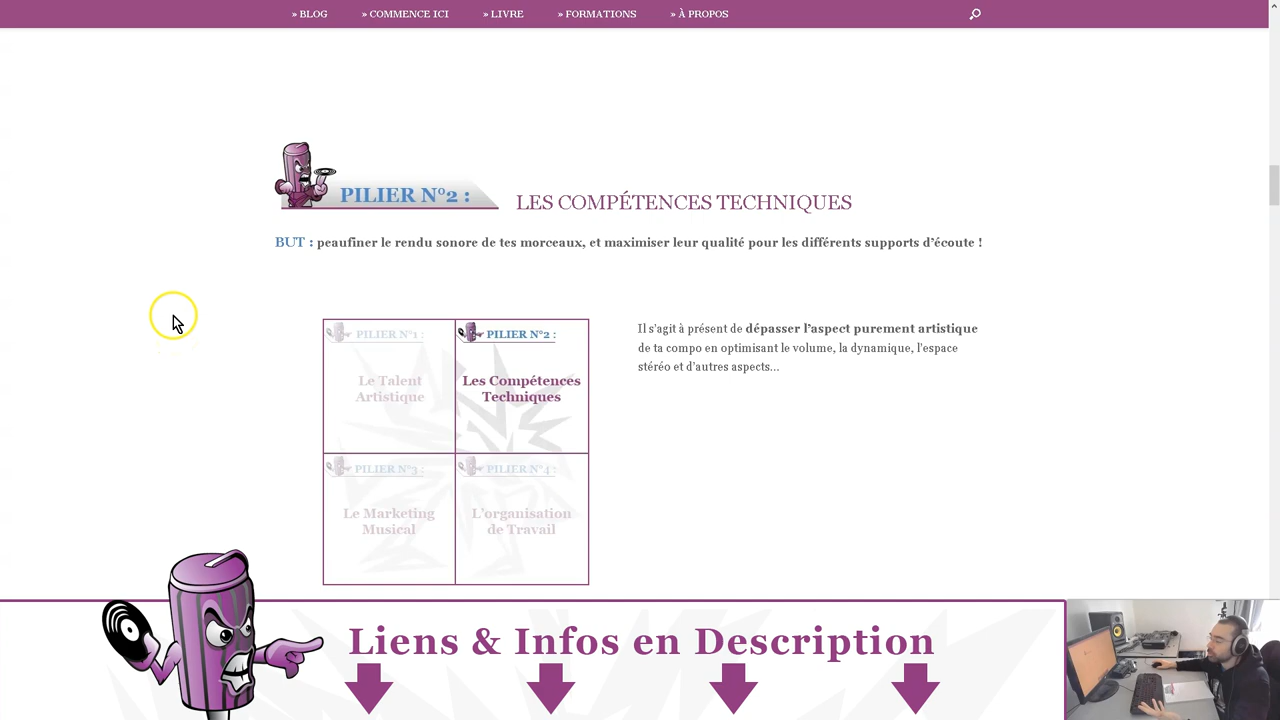 » BLOG » COMMENCE ICI » LIVRE » FORMATIONS » À PROPOS
PILIER N°2 : LES COMPÉTENCES TECHNIQUES
BUT : peaufiner le rendu sonore de tes morceaux, et maximiser leur qualité pour les différents supports d'écoute !
PILIER N°1 :
Le Talent
Artistique
PILIER N°2 :
Les Compétences
Techniques
PILIER N°3 :
Le Marketing
Musical
PILIER N°4 :
L'organisation
de Travail
Il s'agit à présent de dépasser l'aspect purement artistique
de ta compo en optimisant le volume, la dynamique, l'espace
stéréo et d'autres aspects...
Liens & Infos en Description